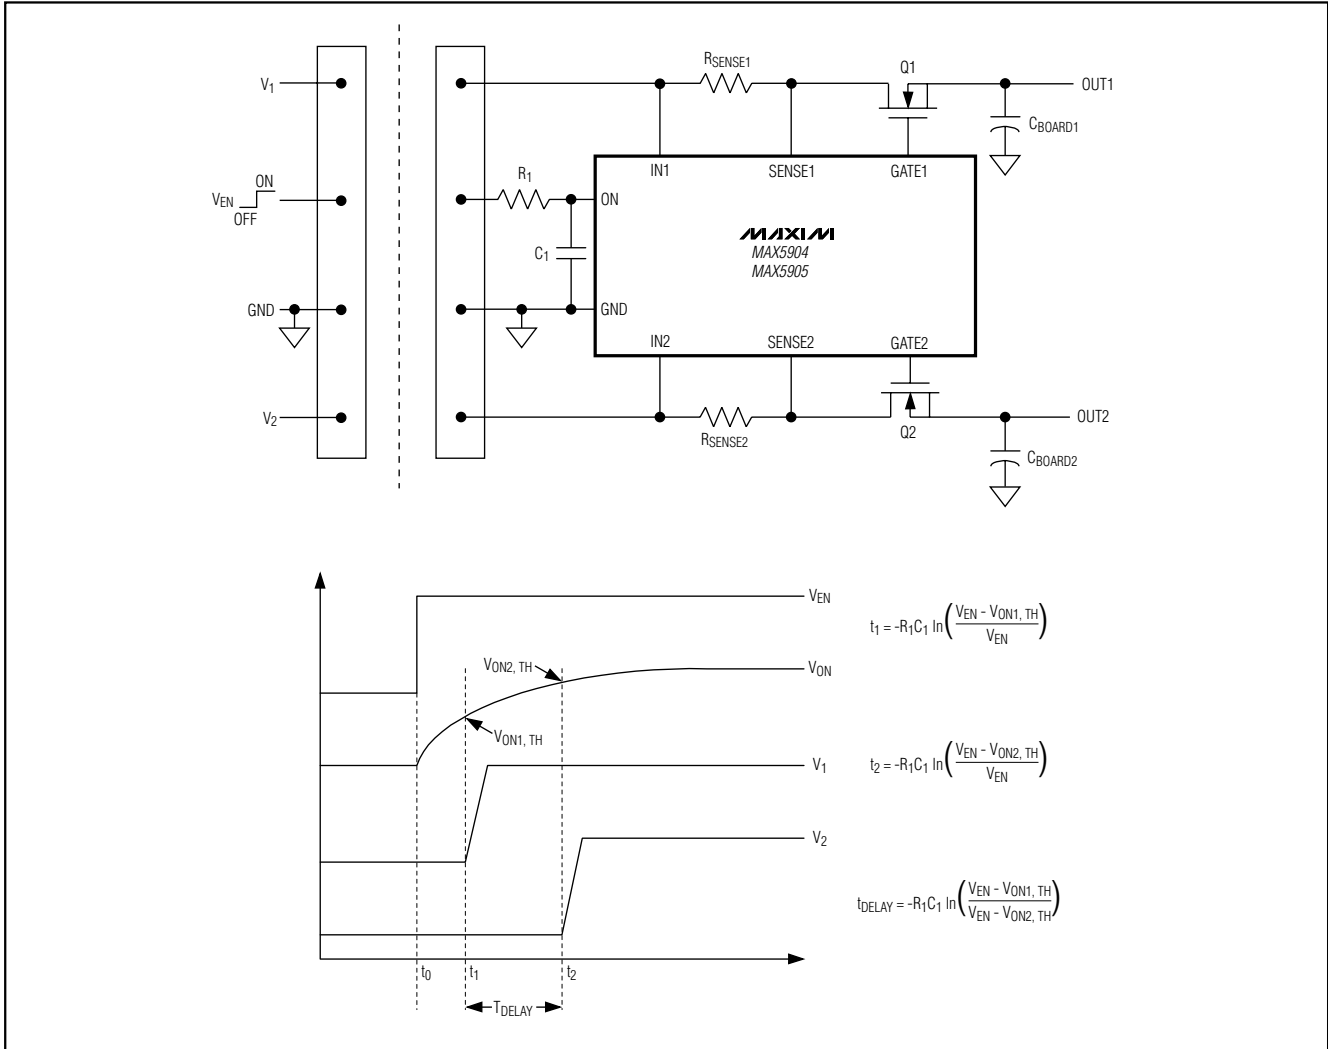 V1
RSENSE1
Q1
OUT1
CBOARD1
IN1
SENSE1
GATE1
R1
ON
VEN
ON
OFF
MAXIM
MAX5904
MAX5905
C1
GND
GND
IN2
SENSE2
GATE2
V2
RSENSE2
Q2
OUT2
CBOARD2
VEN
t1 = -R1C1 ln(VEN - VON1, TH / VEN)
VON2, TH
VON
VON1, TH
V1
t2 = -R1C1 ln(VEN - VON2, TH / VEN)
V2
tDELAY = -R1C1 ln(VEN - VON1, TH / VEN - VON2, TH)
t0
t1
t2
TDELAY